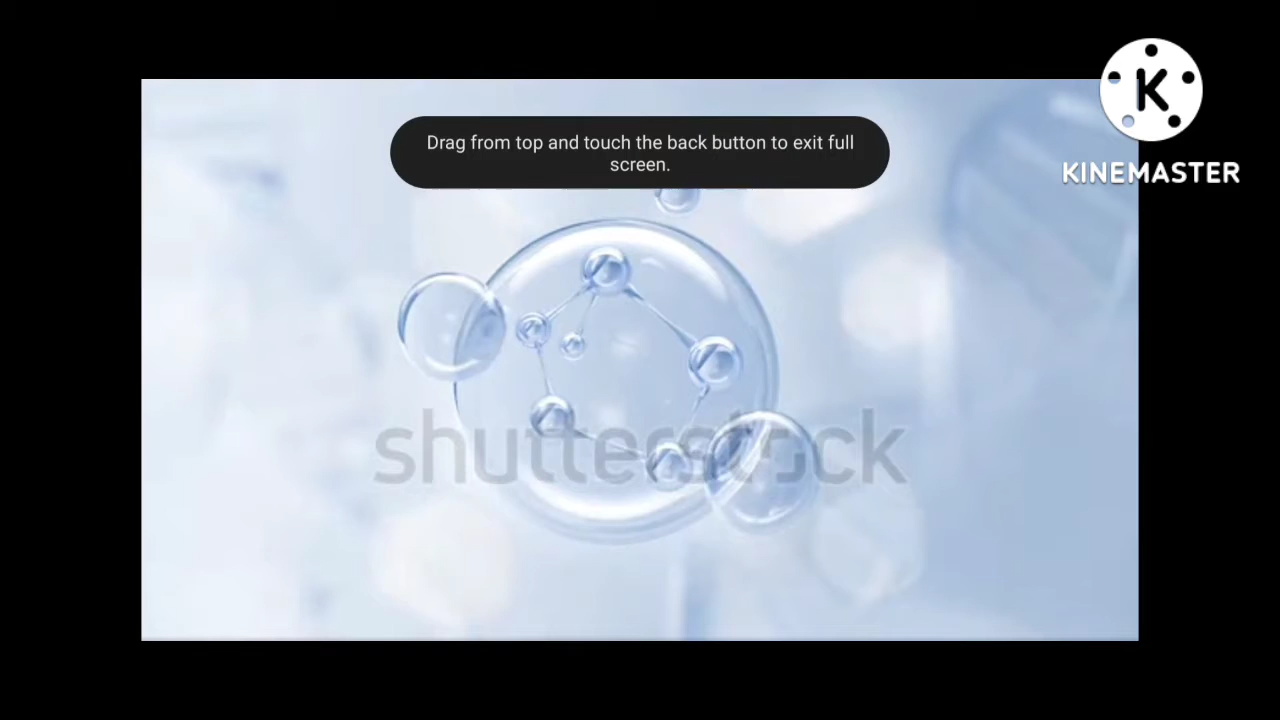 Drag from top and touch the back button to exit full
screen.
K
KINEMASTER
shutterstock